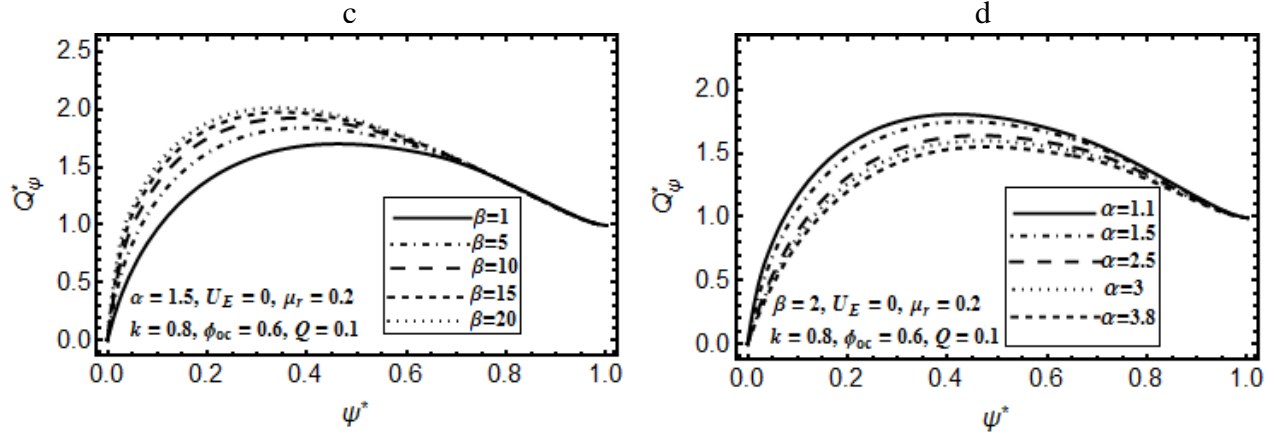 c
2.5
2.0
1.5
1.0
0.5
0.0
Q*ψ
β=1
β=5
β=10
β=15
β=20
α = 1.5, U_E = 0, μ_r = 0.2
k = 0.8, ϕ_oc = 0.6, Q = 0.1
0.0 0.2 0.4 0.6 0.8 1.0
ψ*
d
2.0
1.5
1.0
0.5
0.0
Q*ψ
α=1.1
α=1.5
α=2.5
α=3
α=3.8
β = 2, U_E = 0, μ_r = 0.2
k = 0.8, ϕ_oc = 0.6, Q = 0.1
0.0 0.2 0.4 0.6 0.8 1.0
ψ*